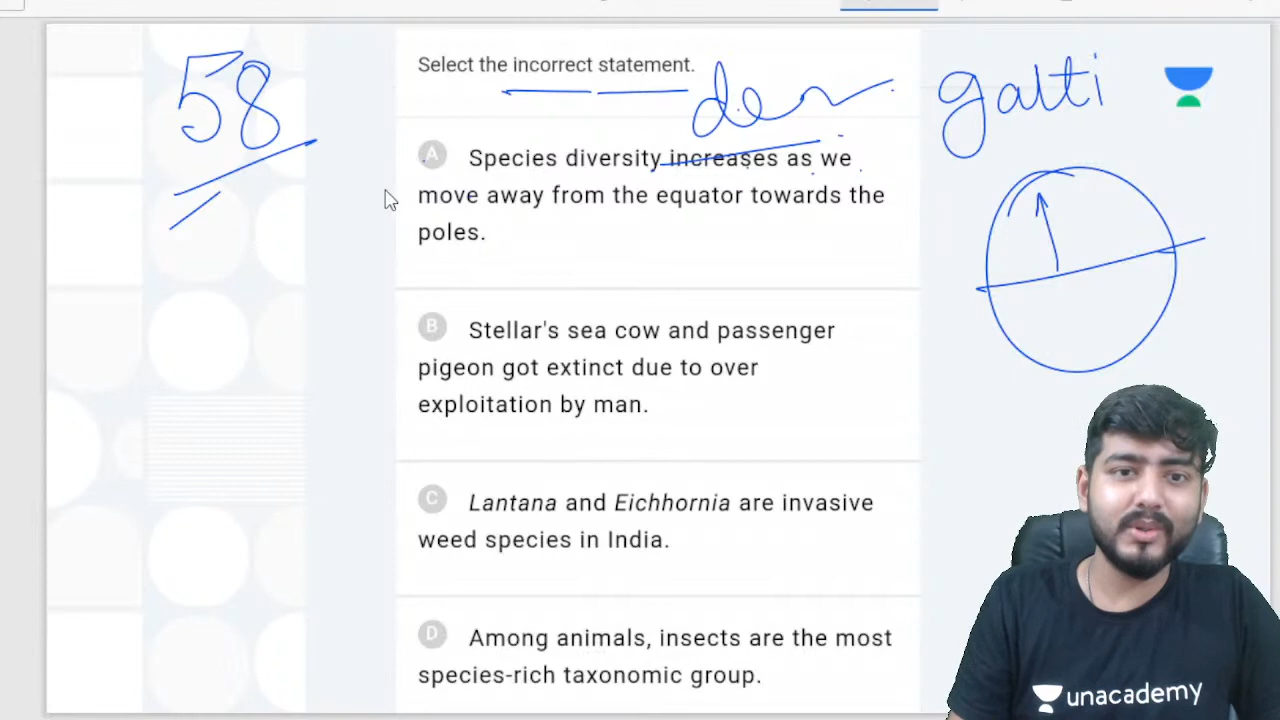 58
Select the incorrect statement.
galti
A Species diversity increases as we
move away from the equator towards the
poles.
B Stellar's sea cow and passenger
pigeon got extinct due to over
exploitation by man.
C Lantana and Eichhornia are invasive
weed species in India.
D Among animals, insects are the most
species-rich taxonomic group.
unacademy